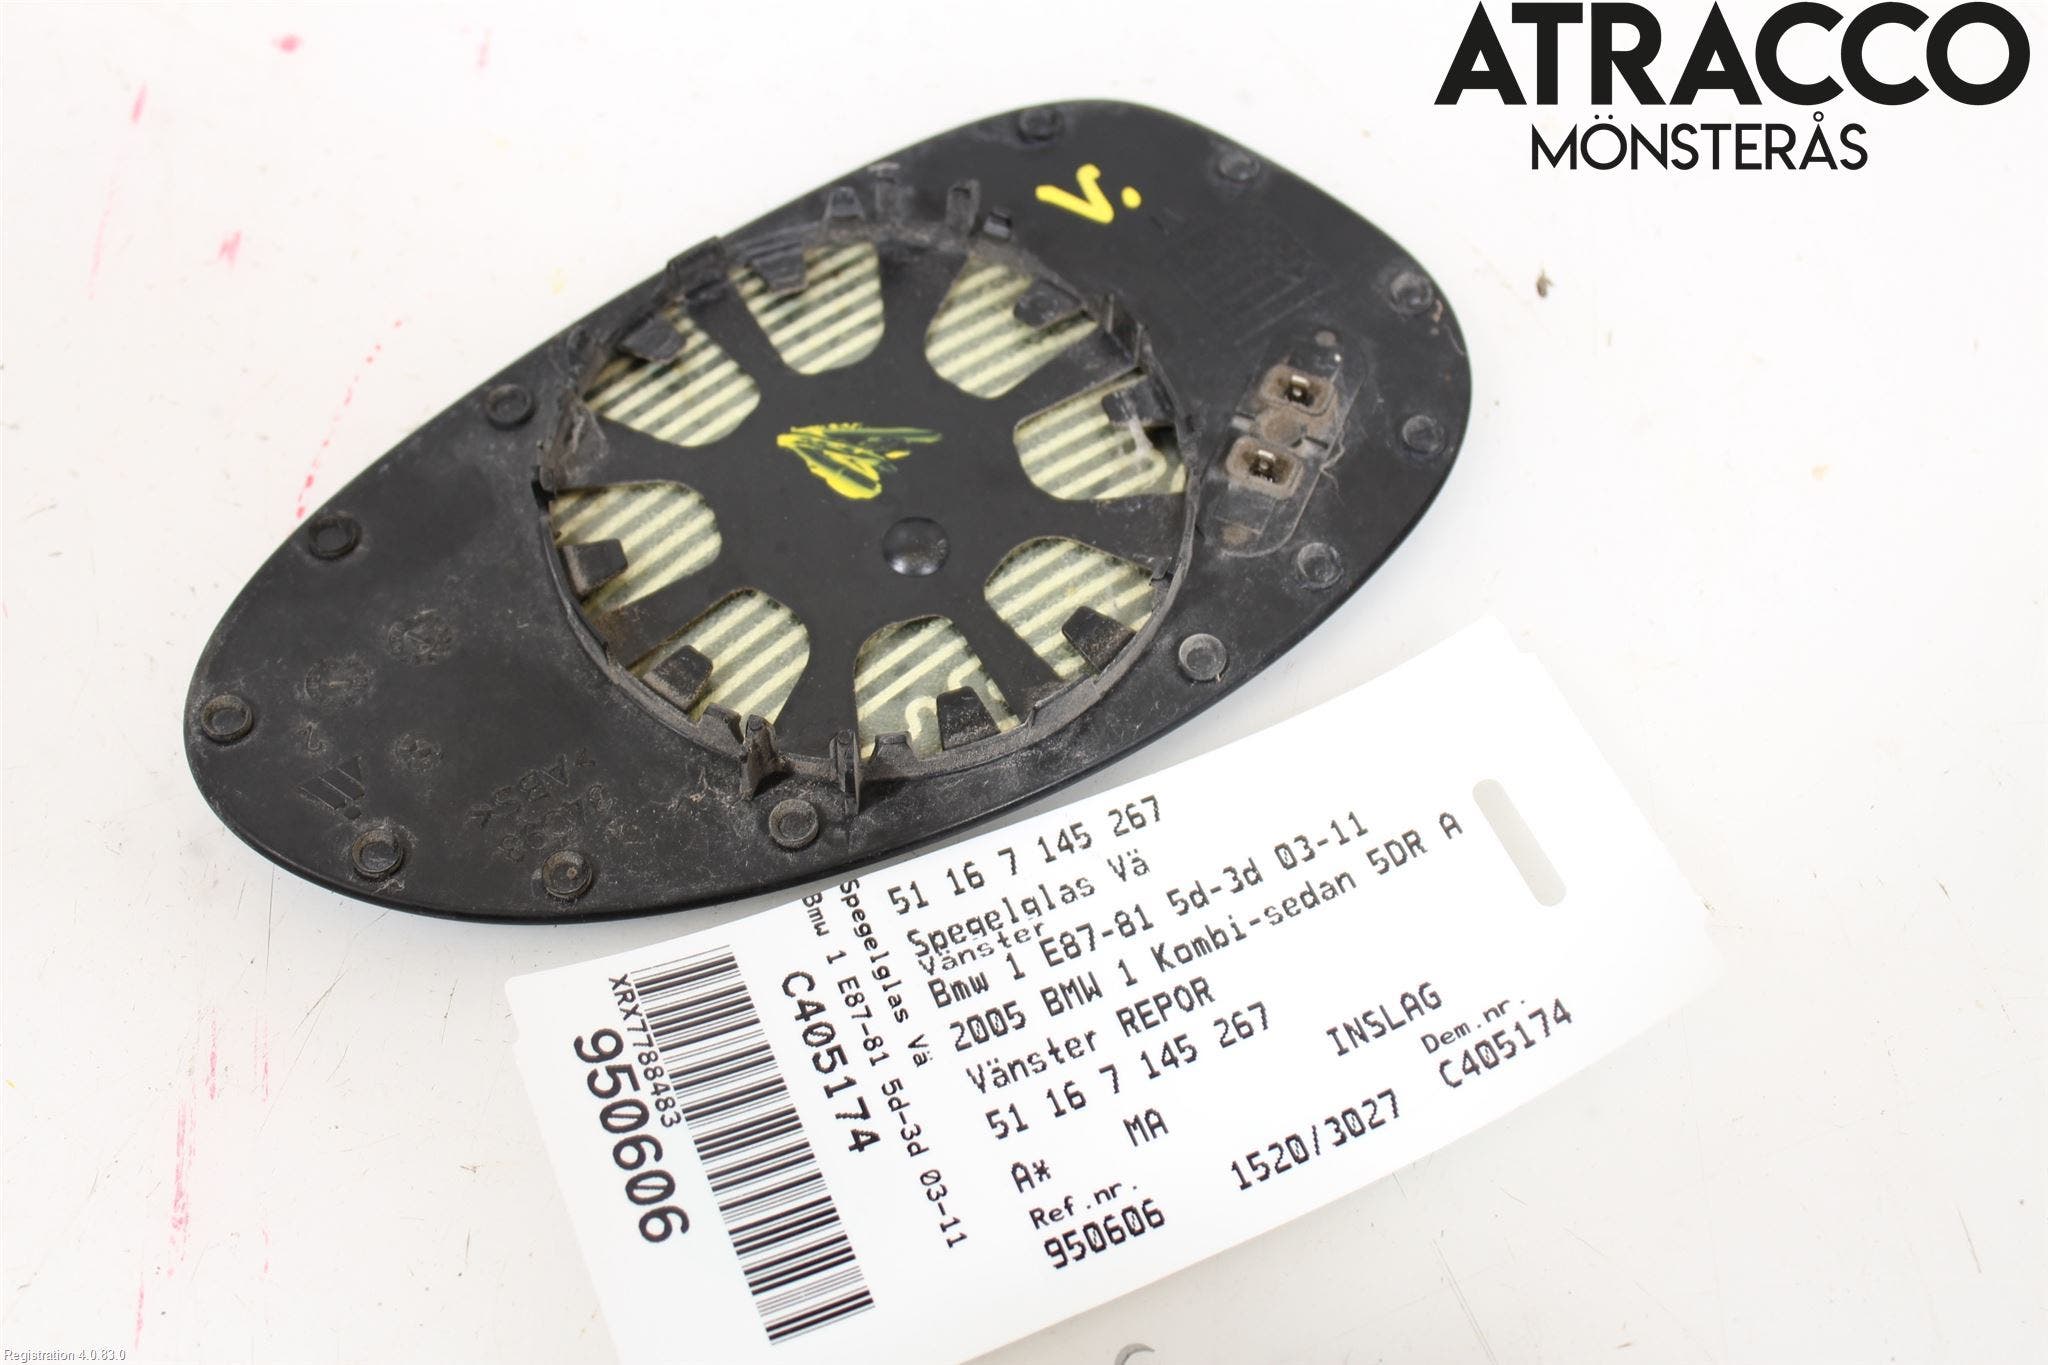 ATRACCO
MÖNSTERÅS
V.
51 16 7 145 267
Spegelglas Vä
Vänster
Bmw 1 E87-81 5d-3d 03-11
2005 BMW 1 Kombi-sedan 5DR A
Vänster REPOR
51 16 7 145 267
INSLAG
A* MA
Dem.nr.
Ref.nr. 1520/3027 C405174
950606
Spegelglas Vä
Bmw 1 E87-81 5d-3d 03-11
C405174
XRX7788483
950606
Registration 4.0.83.0